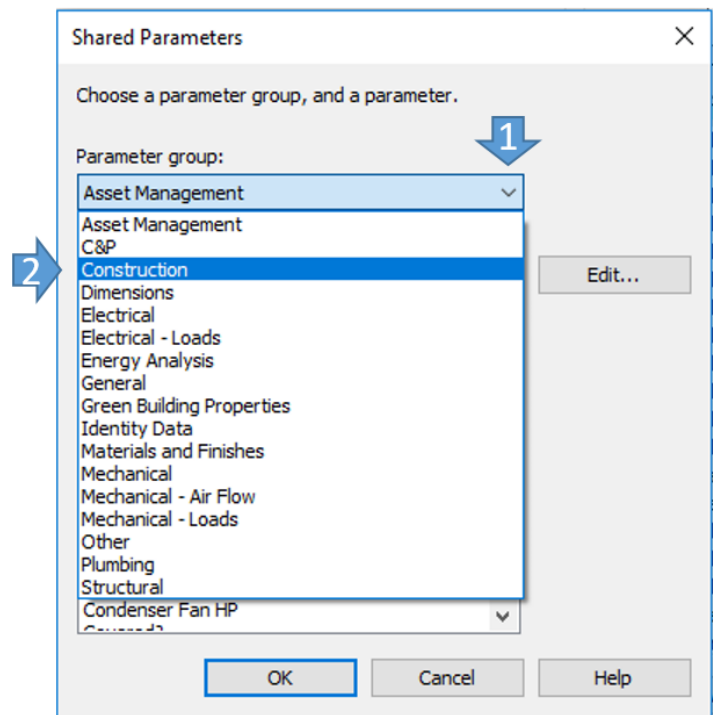 Shared Parameters
Choose a parameter group, and a parameter.
1
Parameter group:
Asset Management
Asset Management
C&P
2
Construction
Edit...
Dimensions
Electrical
Electrical - Loads
Energy Analysis
General
Green Building Properties
Identity Data
Materials and Finishes
Mechanical
Mechanical - Air Flow
Mechanical - Loads
Other
Plumbing
Structural
Condenser Fan HP
OK
Cancel
Help